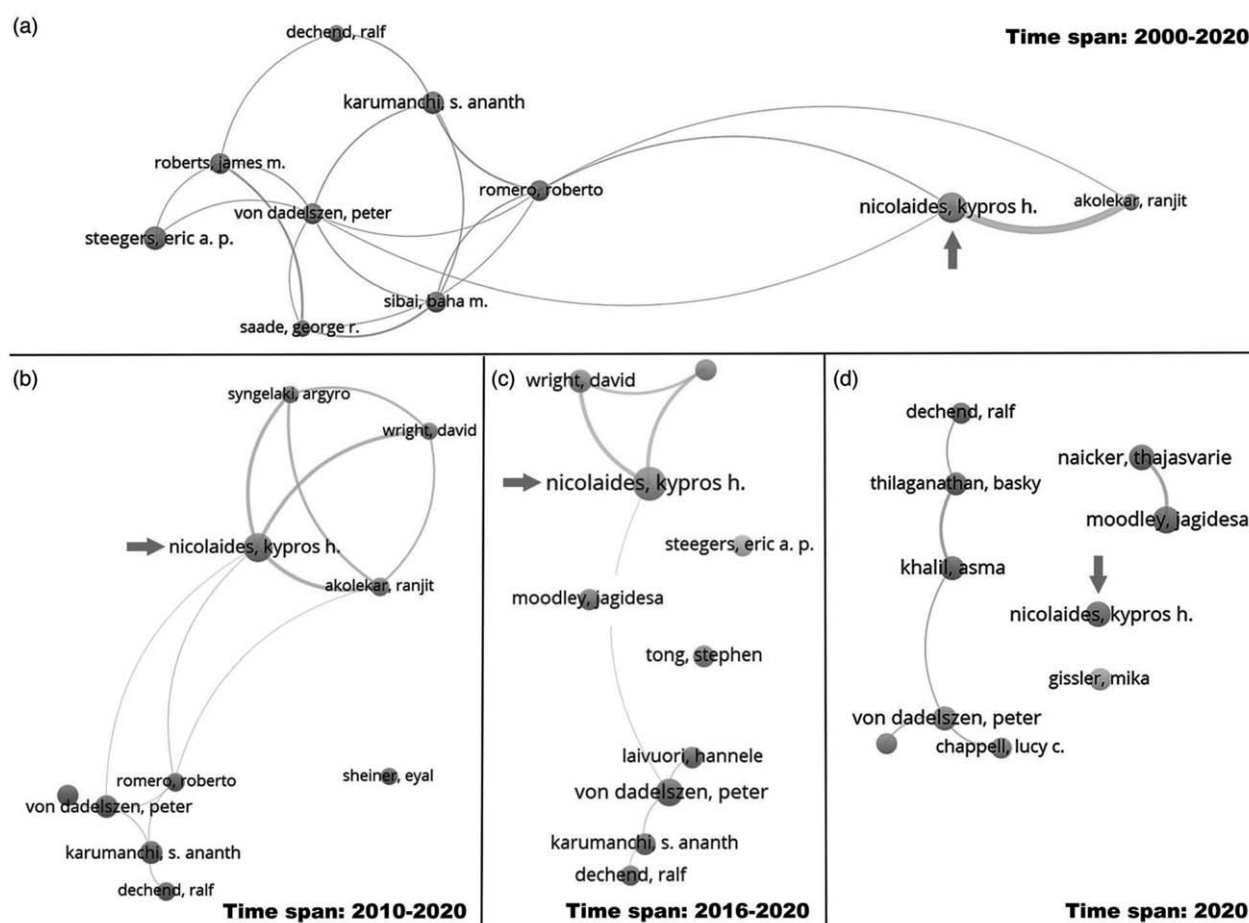 (a)
Time span: 2000-2020
dechend, ralf
karumanchi, s. ananth
roberts, james m.
romero, roberto
von dadelszen, peter
nicolaides, kypros h.
akolekar, ranjit
steegers, eric a. p.
sibai, baha m.
saade, george r.
(b)
syngelaki, argyro
wright, david
nicolaides, kypros h.
akolekar, ranjit
romero, roberto
sheiner, eyal
von dadelszen, peter
karumanchi, s. ananth
dechend, ralf
Time span: 2010-2020
(c)
wright, david
nicolaides, kypros h.
steegers, eric a. p.
moodley, jagidesa
tong, stephen
laivuori, hannele
von dadelszen, peter
karumanchi, s. ananth
dechend, ralf
Time span: 2016-2020
(d)
dechend, ralf
naicker, thajasvarie
thilaganathan, basky
moodley, jagidesa
khalil, asma
nicolaides, kypros h.
gissler, mika
von dadelszen, peter
chappell, lucy c.
Time span: 2020